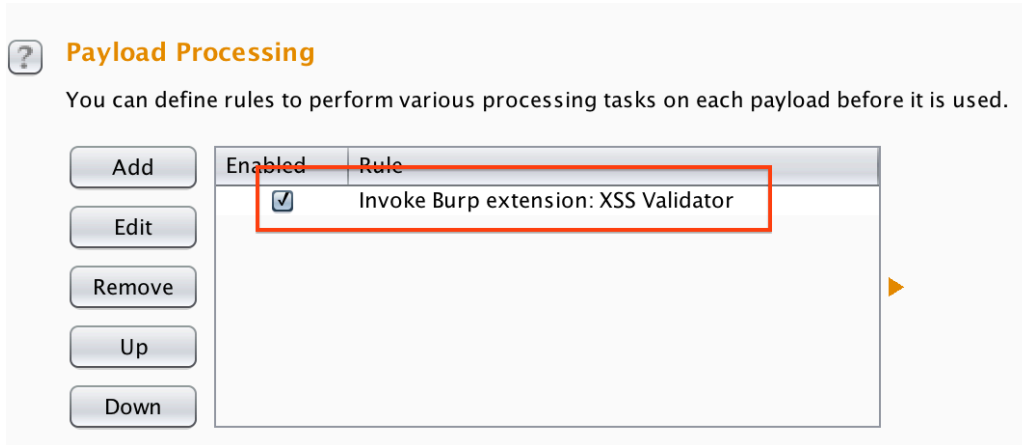 ?
Payload Processing
You can define rules to perform various processing tasks on each payload before it is used.
Add
Enabled Rule
Invoke Burp extension: XSS Validator
Edit
Remove
Up
Down